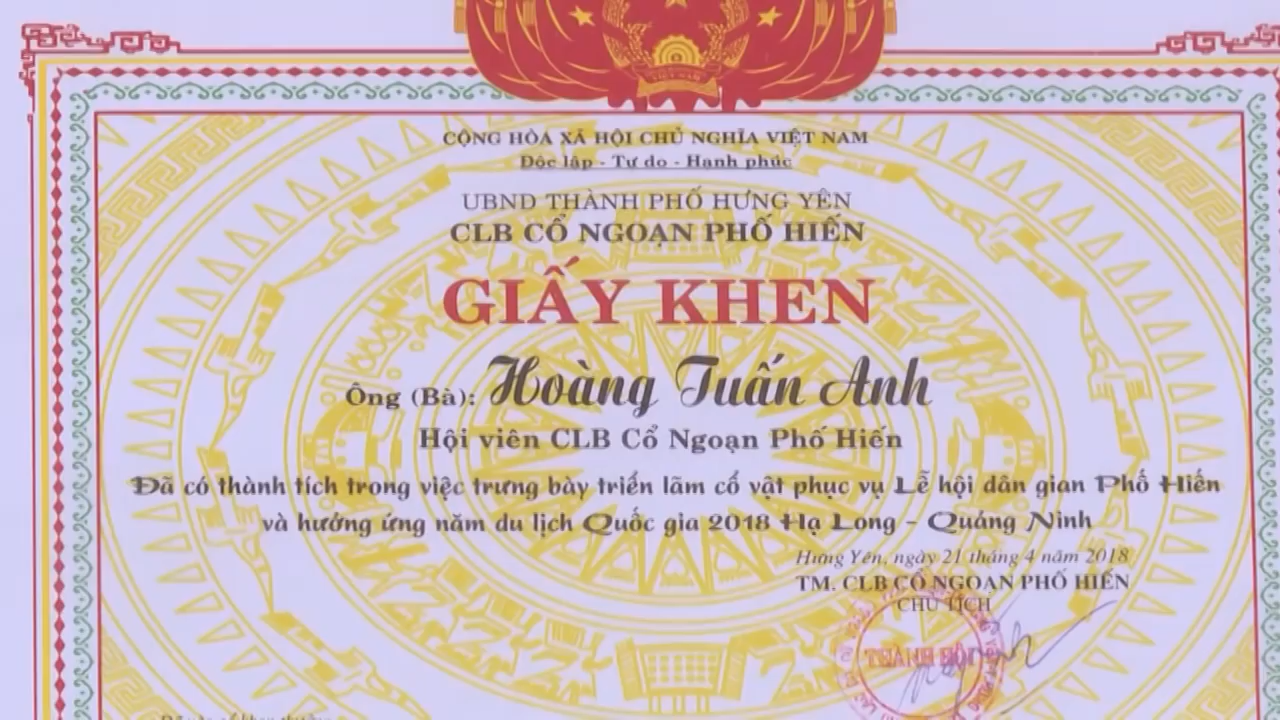 VIỆT NAM
CỘNG HÒA XÃ HỘI CHỦ NGHĨA VIỆT NAM
Độc lập - Tự do - Hạnh phúc
UBND THÀNH PHỐ HƯNG YÊN
CLB CỔ NGOẠN PHỐ HIẾN
GIẤY KHEN
Ông (Bà): Hoàng Tuấn Anh
Hội viên CLB Cổ Ngoạn Phố Hiến
Đã có thành tích trong việc trưng bày triển lãm cổ vật phục vụ Lễ hội dân gian Phố Hiến
và hưởng ứng năm du lịch Quốc gia 2018 Hạ Long - Quảng Ninh
Hưng Yên, ngày 21 tháng 4 năm 2018
TM. CLB CỔ NGOẠN PHỐ HIẾN
CHỦ TỊCH